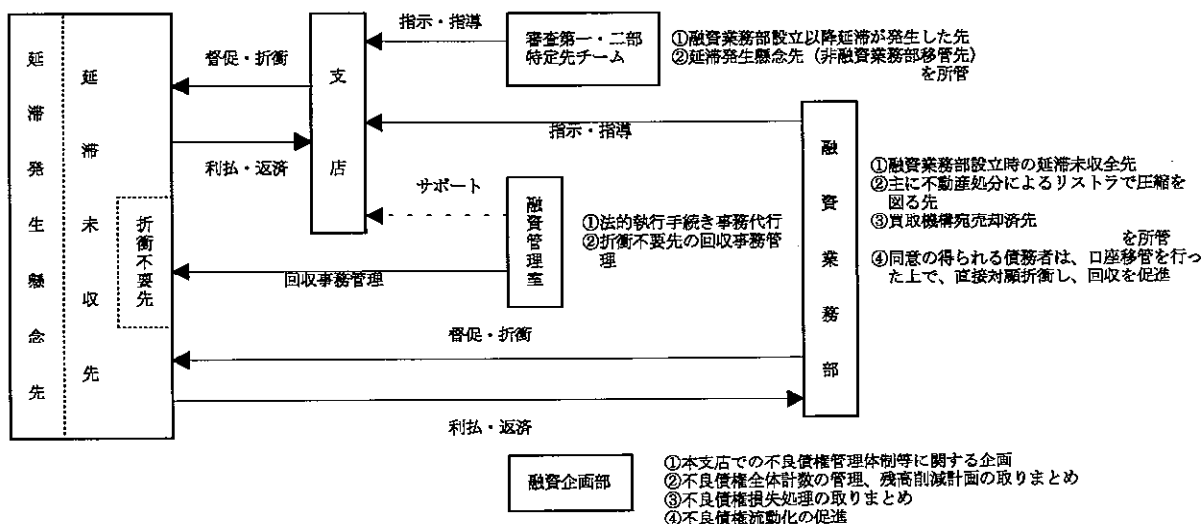 延滞発生懸念先
延滞未収先
折衝不要先
督促・折衝
利払・返済
支店
指示・指導
審査第一・二部
特定先チーム
①融資業務部設立以降延滞が発生した先
②延滞発生懸念先（非融資業務部移管先）
を所管
指示・指導
サポート
融資管理室
①法的執行手続き事務代行
②折衝不要先の回収事務管
理
回収事務管理
督促・折衝
利払・返済
融資業務部
①融資業務部設立時の延滞未収全先
②主に不動産処分によるリストラで圧縮を
図る先
③買取機構宛売却済先
を所管
④同意の得られる債務者は、口座移管を行っ
た上で、直接対顧折衝し、回収を促進
融資企画部
①本支店での不良債権管理体制等に関する企画
②不良債権全体計数の管理、残高削減計画の取りまとめ
③不良債権損失処理の取りまとめ
④不良債権流動化の促進